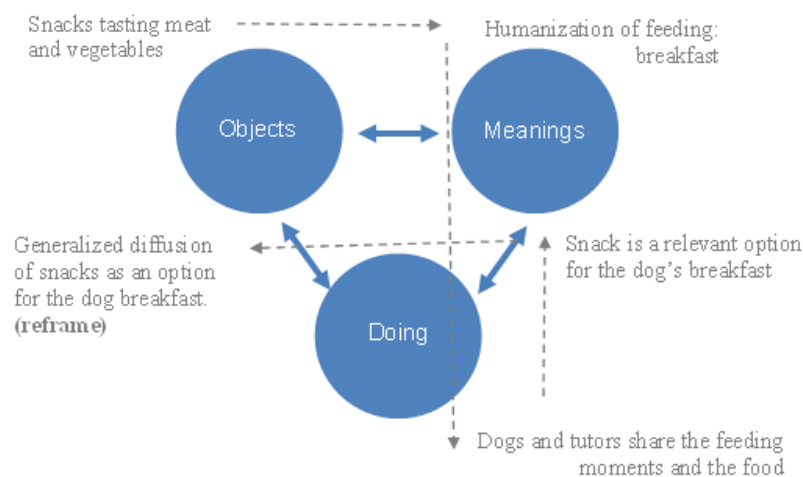 Snacks tasting meat
and vegetables
Humanization of feeding:
breakfast
Objects
Meanings
Generalized diffusion
of snacks as an option
for the dog breakfast.
(reframe)
Snack is a relevant option
for the dog's breakfast
Doing
Dogs and tutors share the feeding
moments and the food